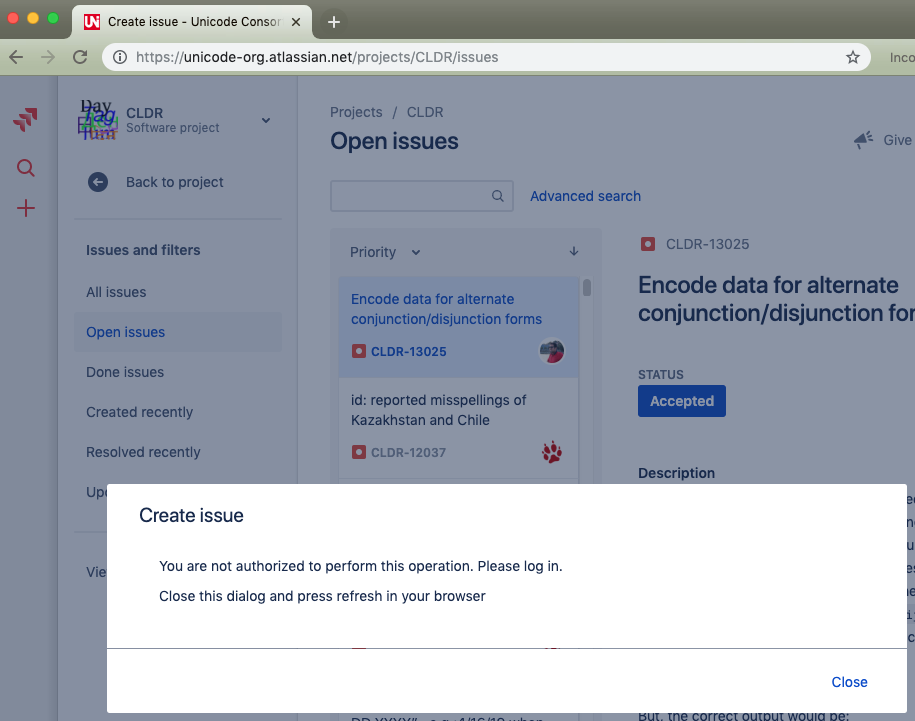 Create issue - Unicode Conson
https://unicode-org.atlassian.net/projects/CLDR/issues
Inco
Day
Tag
CLDR
Software project
Back to project
Issues and filters
All issues
Open issues
Done issues
Created recently
Resolved recently
Projects / CLDR
Open issues
Give
Advanced search
Priority
Encode data for alternate
conjunction/disjunction forms
CLDR-13025
id: reported misspellings of
Kazakhstan and Chile
CLDR-12037
CLDR-13025
Encode data for alternate
conjunction/disjunction for
STATUS
Accepted
Description
Create issue
You are not authorized to perform this operation. Please log in.
Close this dialog and press refresh in your browser
Close
But, the correct output would be: